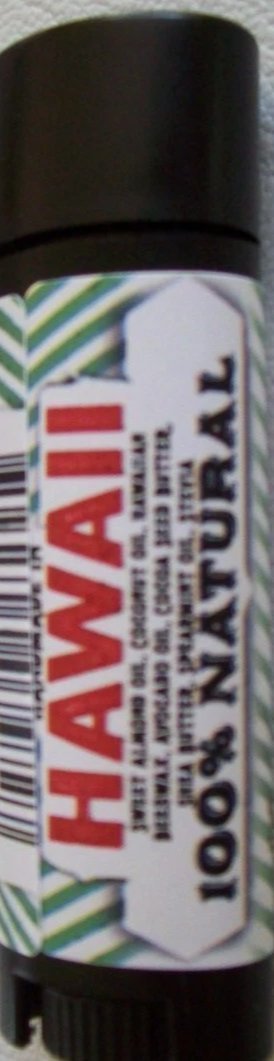 HANDMADE IN
HAWAII
SWEET ALMOND OIL, COCONUT OIL, HAWAIIAN
BEESWAX, AVOCADO OIL, COCOA SEED BUTTER,
SHEA BUTTER, SPEARMINT OIL, STEVIA
100% NATURAL